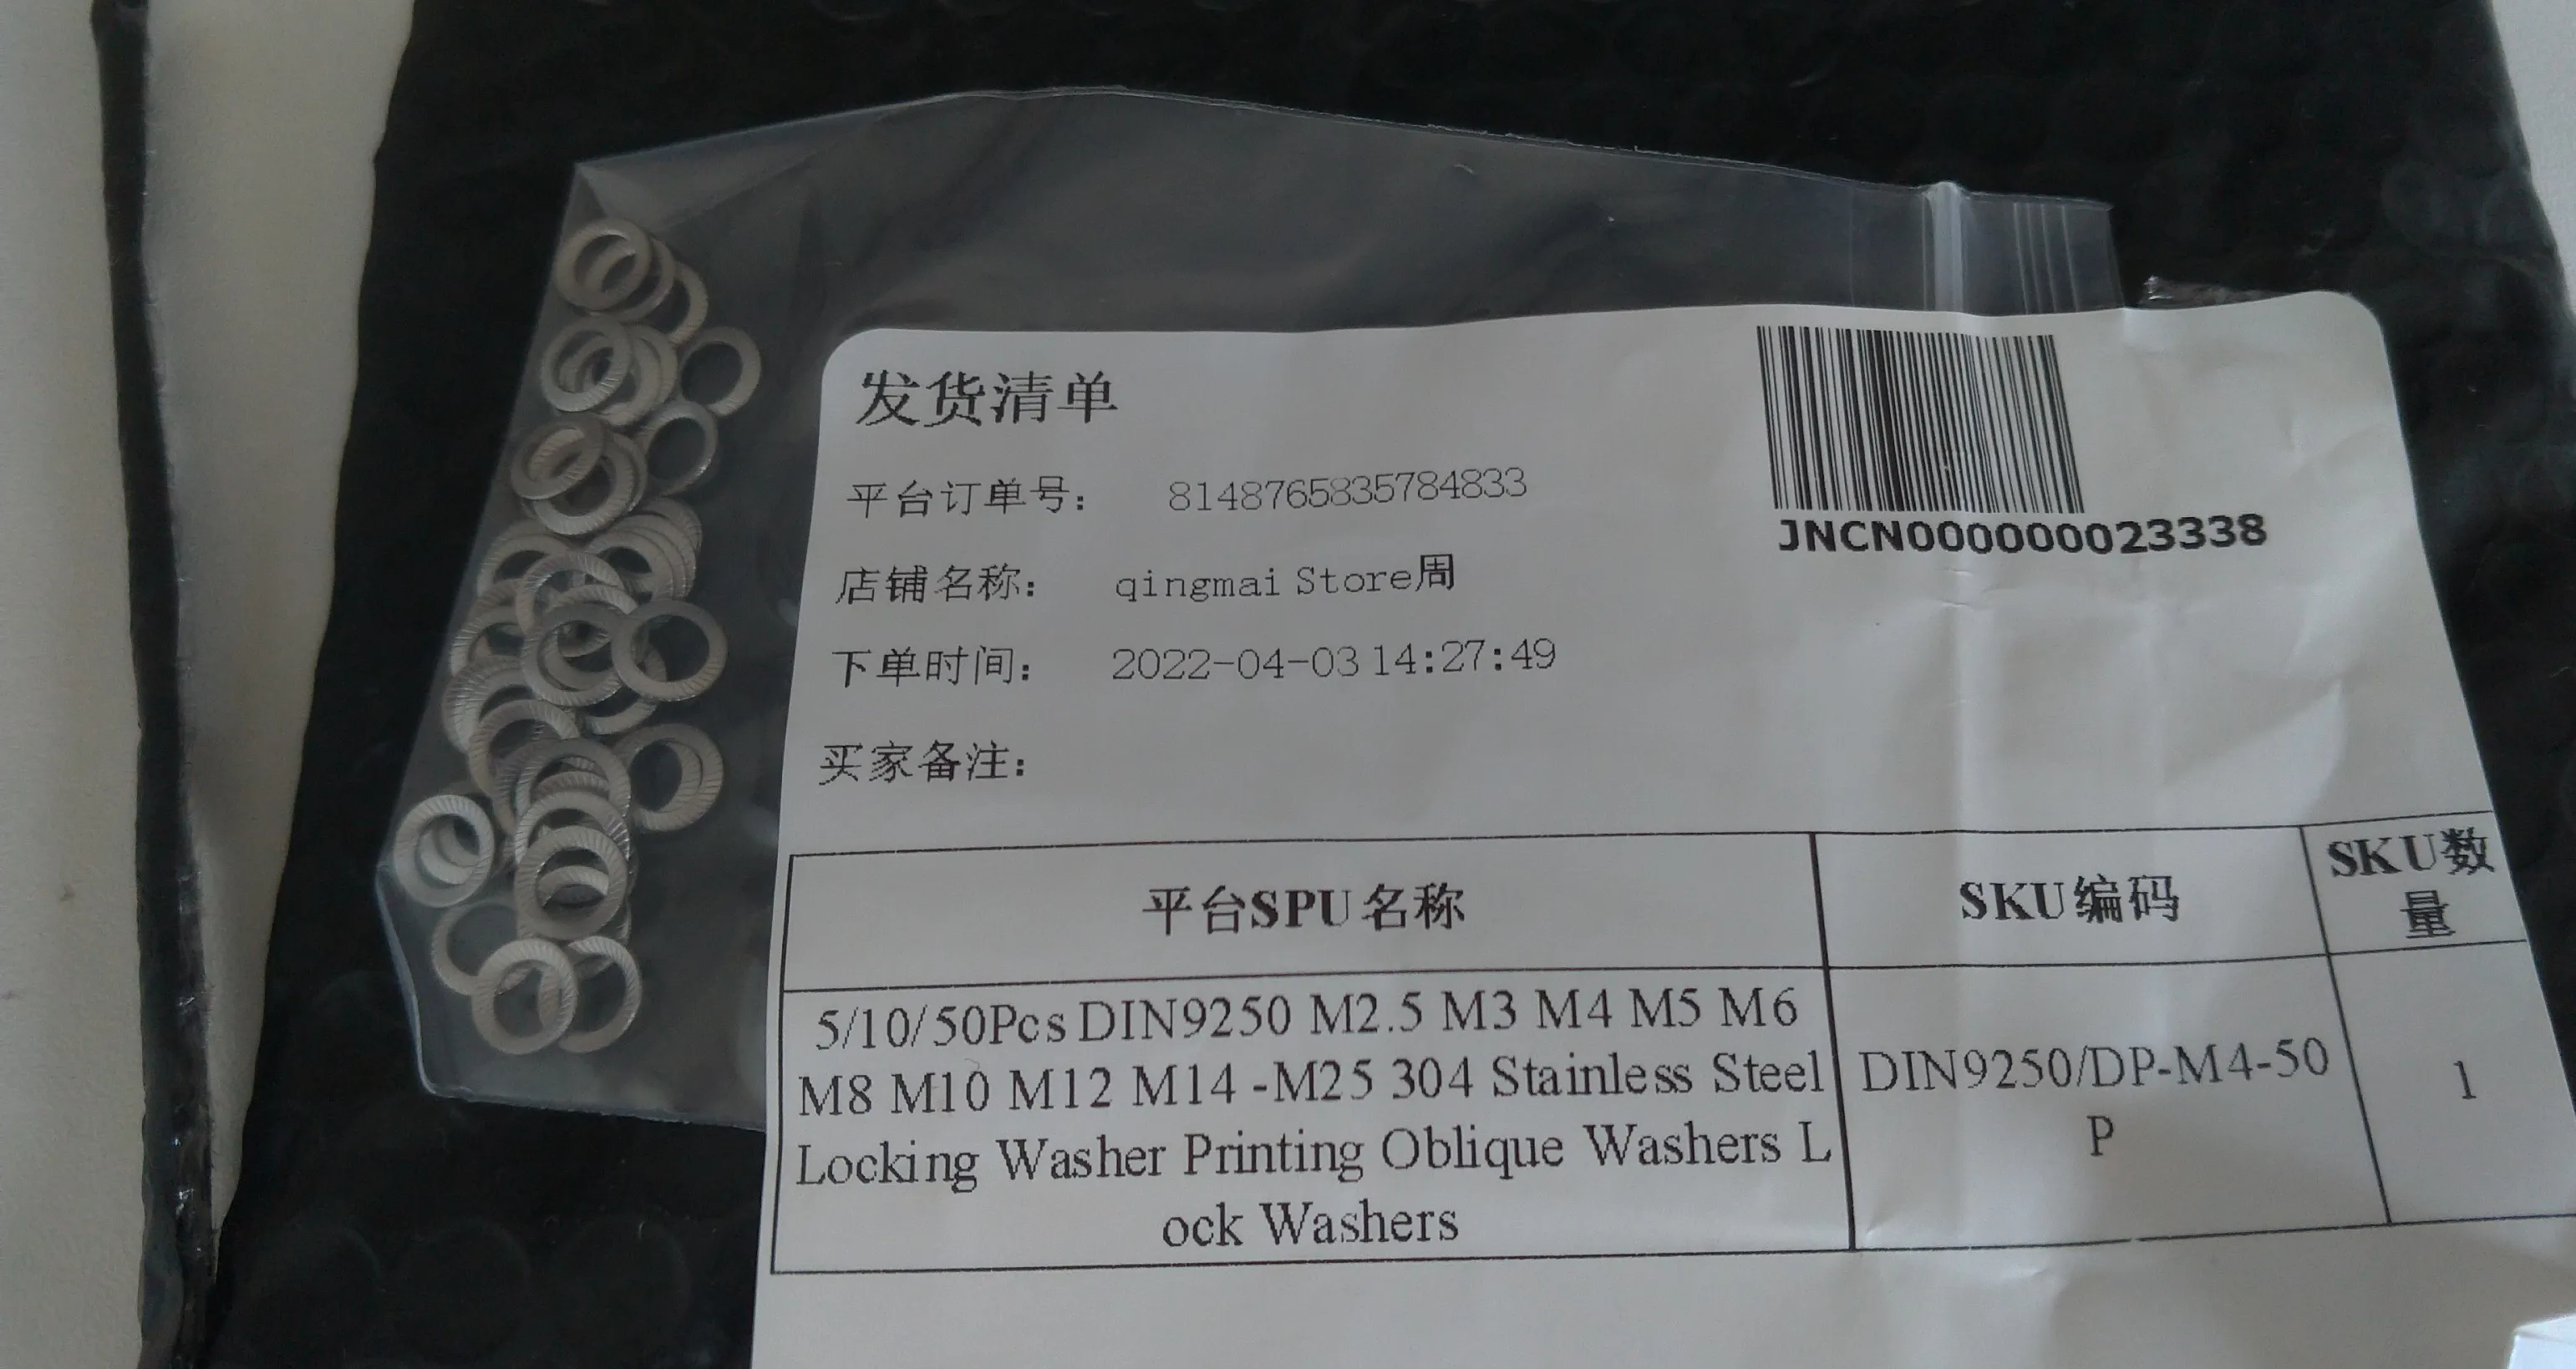 发货清单
JNCN000000023338
平台订单号: 8148765835784833
店铺名称: qingmai Store周
下单时间: 2022-04-03 14:27:49
买家备注:
平台SPU名称
SKU编码
SKU数
量
5/10/50Pcs DIN9250 M2.5 M3 M4 M5 M6
M8 M10 M12 M14 -M25 304 Stainless Steel
Locking Washer Printing Oblique Washers L
ock Washers
DIN9250/DP-M4-50
P
1